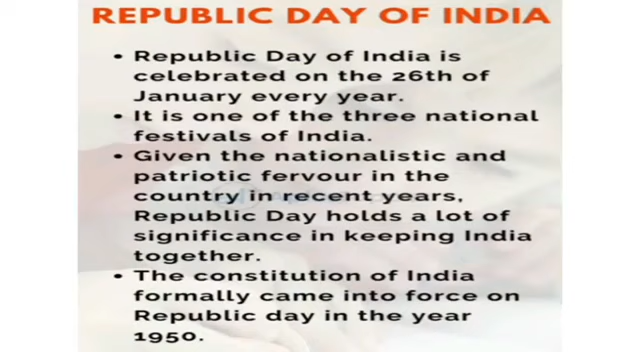 REPUBLIC DAY OF INDIA
• Republic Day of India is
celebrated on the 26th of
January every year.
• It is one of the three national
festivals of India.
• Given the nationalistic and
patriotic fervour in the
country in recent years,
Republic Day holds a lot of
significance in keeping India
together.
• The constitution of India
formally came into force on
Republic day in the year
1950.